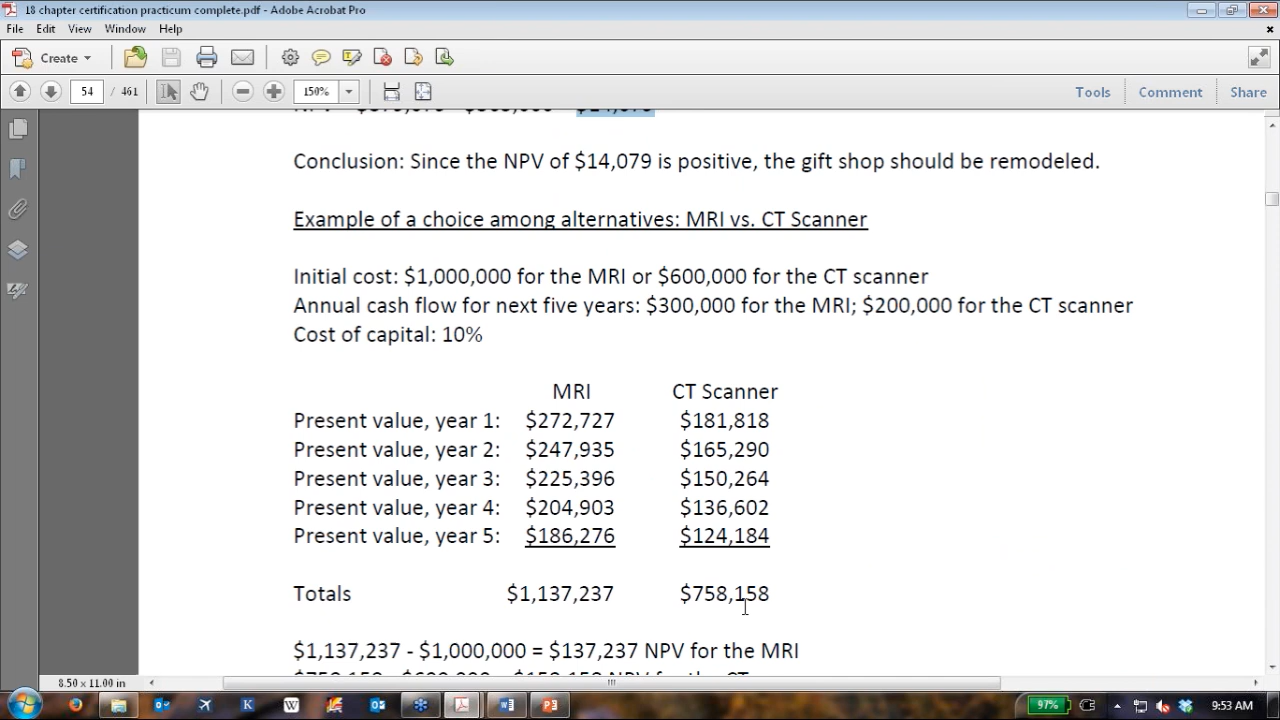 18 chapter certification practicum complete.pdf - Adobe Acrobat Pro
File Edit View Window Help
Create
54 / 461 150% Tools Comment Share
Conclusion: Since the NPV of $14,079 is positive, the gift shop should be remodeled.
Example of a choice among alternatives: MRI vs. CT Scanner
Initial cost: $1,000,000 for the MRI or $600,000 for the CT scanner
Annual cash flow for next five years: $300,000 for the MRI; $200,000 for the CT scanner
Cost of capital: 10%
MRI CT Scanner
Present value, year 1: $272,727 $181,818
Present value, year 2: $247,935 $165,290
Present value, year 3: $225,396 $150,264
Present value, year 4: $204,903 $136,602
Present value, year 5: $186,276 $124,184
Totals $1,137,237 $758,158
$1,137,237 - $1,000,000 = $137,237 NPV for the MRI
8.50 x 11.00 in
97% 9:53 AM